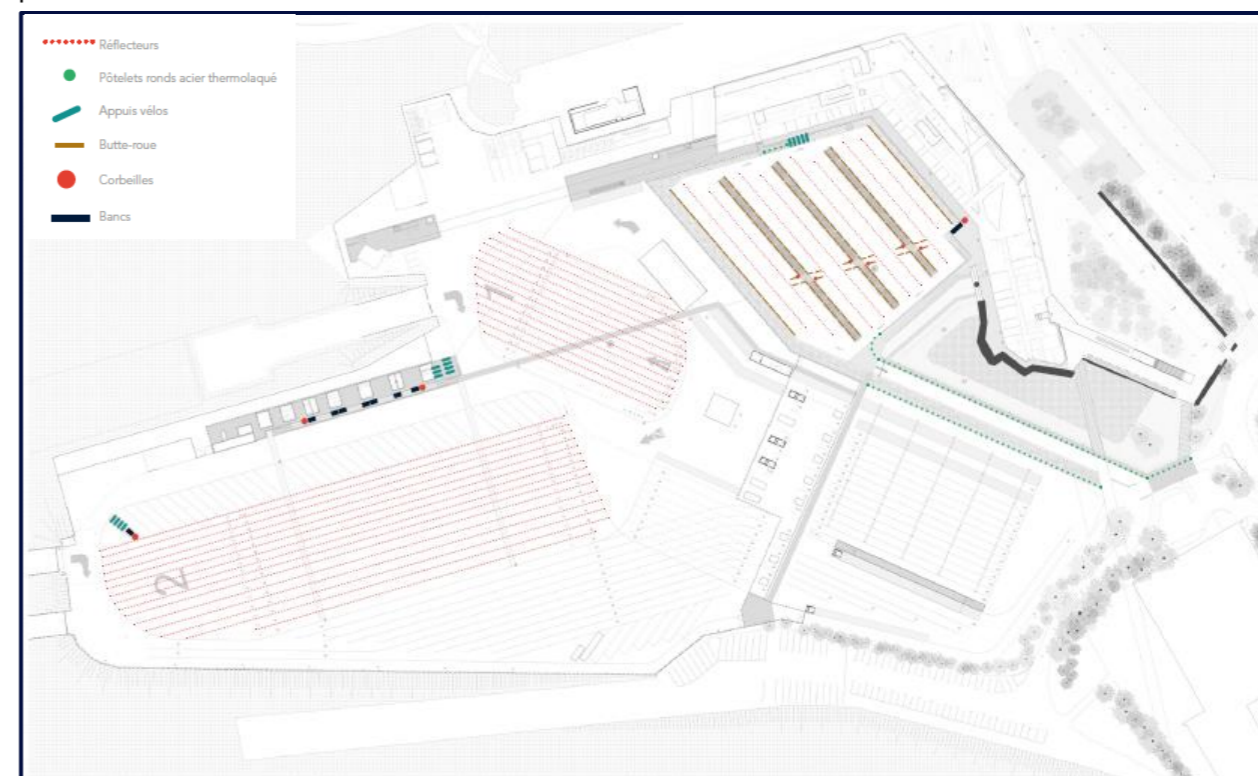 Réflecteurs
Pôtelets ronds acier thermolaqué
Appuis vélos
Butte-roue
Corbeilles
Bancs
1
2